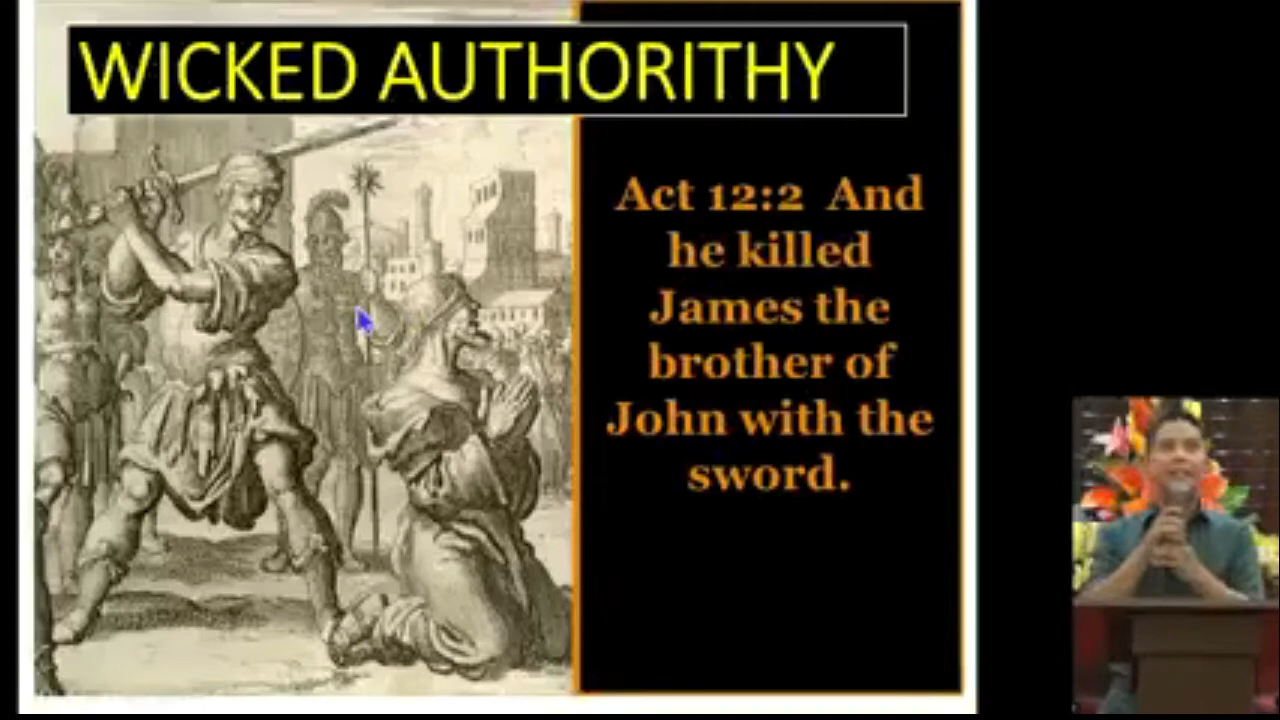 WICKED AUTHORITHY
Act 12:2 And
he killed
James the
brother of
John with the
sword.